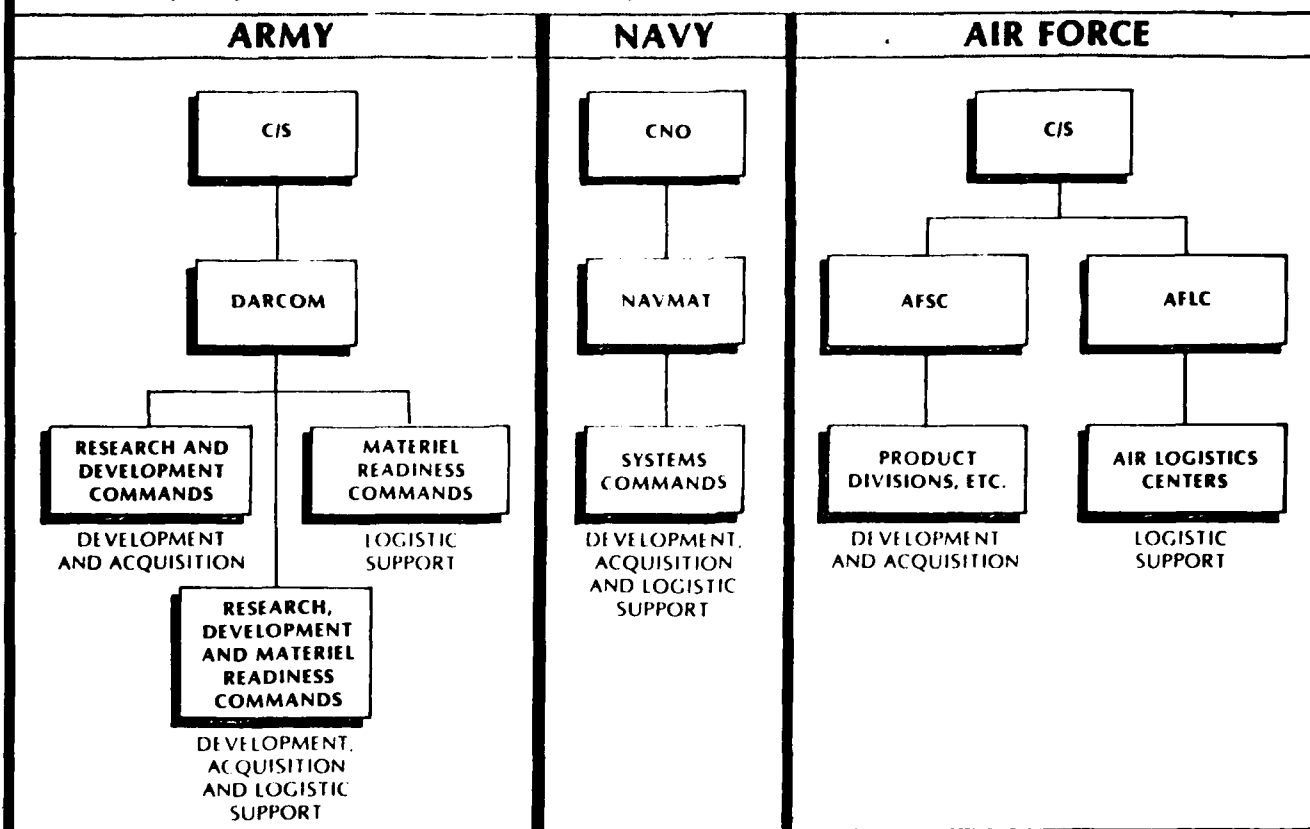 ARMY
C/S
DARCOM
RESEARCH AND
DEVELOPMENT
COMMANDS
DEVELOPMENT
AND ACQUISITION
MATERIEL
READINESS
COMMANDS
LOGISTIC
SUPPORT
RESEARCH,
DEVELOPMENT
AND MATERIEL
READINESS
COMMANDS
DEVELOPMENT,
ACQUISITION
AND LOGISTIC
SUPPORT
NAVY
CNO
NAVMAT
SYSTEMS
COMMANDS
DEVELOPMENT,
ACQUISITION
AND LOGISTIC
SUPPORT
AIR FORCE
C/S
AFSC
PRODUCT
DIVISIONS, ETC.
DEVELOPMENT
AND ACQUISITION
AFLC
AIR LOGISTICS
CENTERS
LOGISTIC
SUPPORT